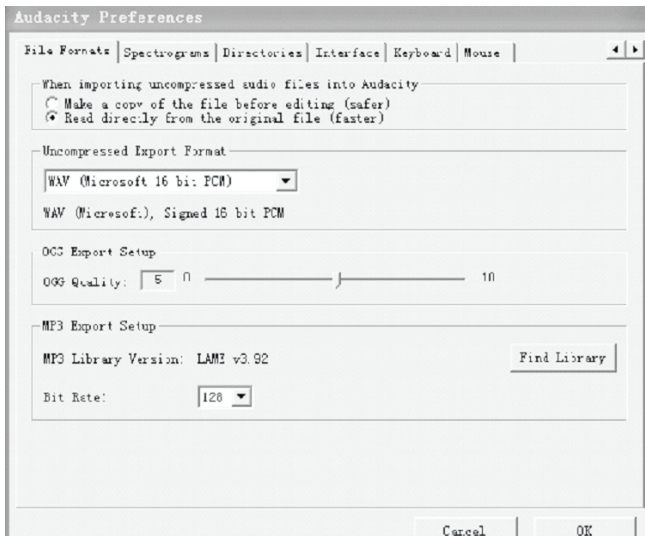 Audacity Preferences
File Formats Spectrograms Directories Interface Keyboard Mouse
When importing uncompressed audio files into Audacity
Make a copy of the file before editing (safer)
Read directly from the original file (faster)
Uncompressed Export Format
WAV (Microsoft 16 bit PCM)
WAV (Microsoft), Signed 16 bit PCM
OGG Export Setup
OGG Quality: 5 0 10
MP3 Export Setup
MP3 Library Version: LAME v3.92 Find Library
Bit Rate: 128
Cancel OK